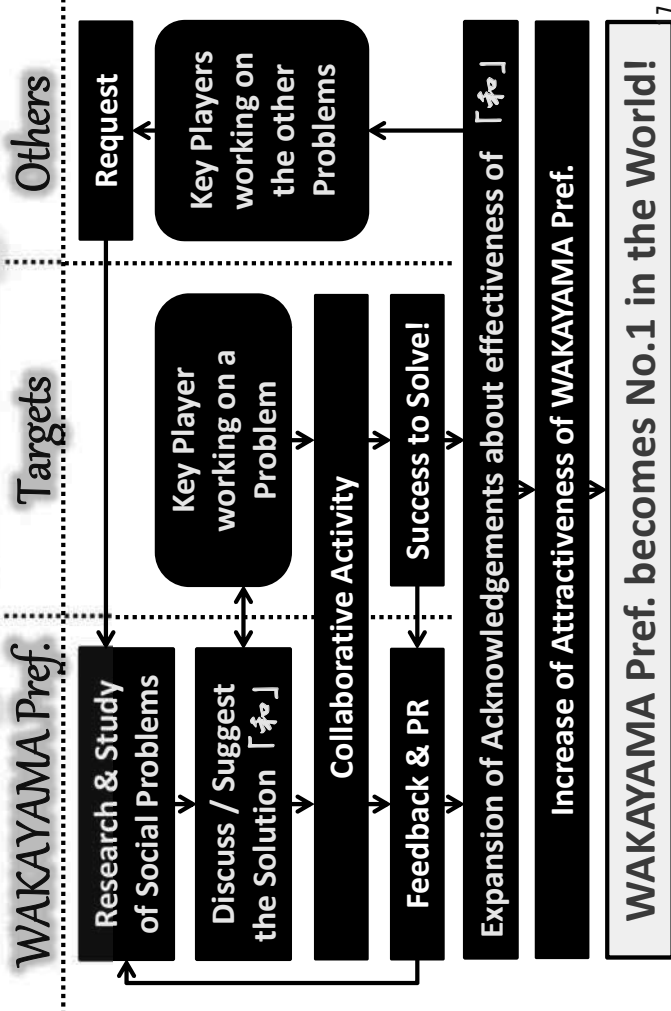 WAKAYAMA Pref.
Targets
Others
Research & Study
of Social Problems
Request
Discuss / Suggest
the Solution「和」
Key Player
working on a
Problem
Key Players
working on
the other
Problems
Collaborative Activity
Feedback & PR
Success to Solve!
Expansion of Acknowledgements about effectiveness of 「和」
Increase of Attractiveness of WAKAYAMA Pref.
WAKAYAMA Pref. becomes No.1 in the World!
7